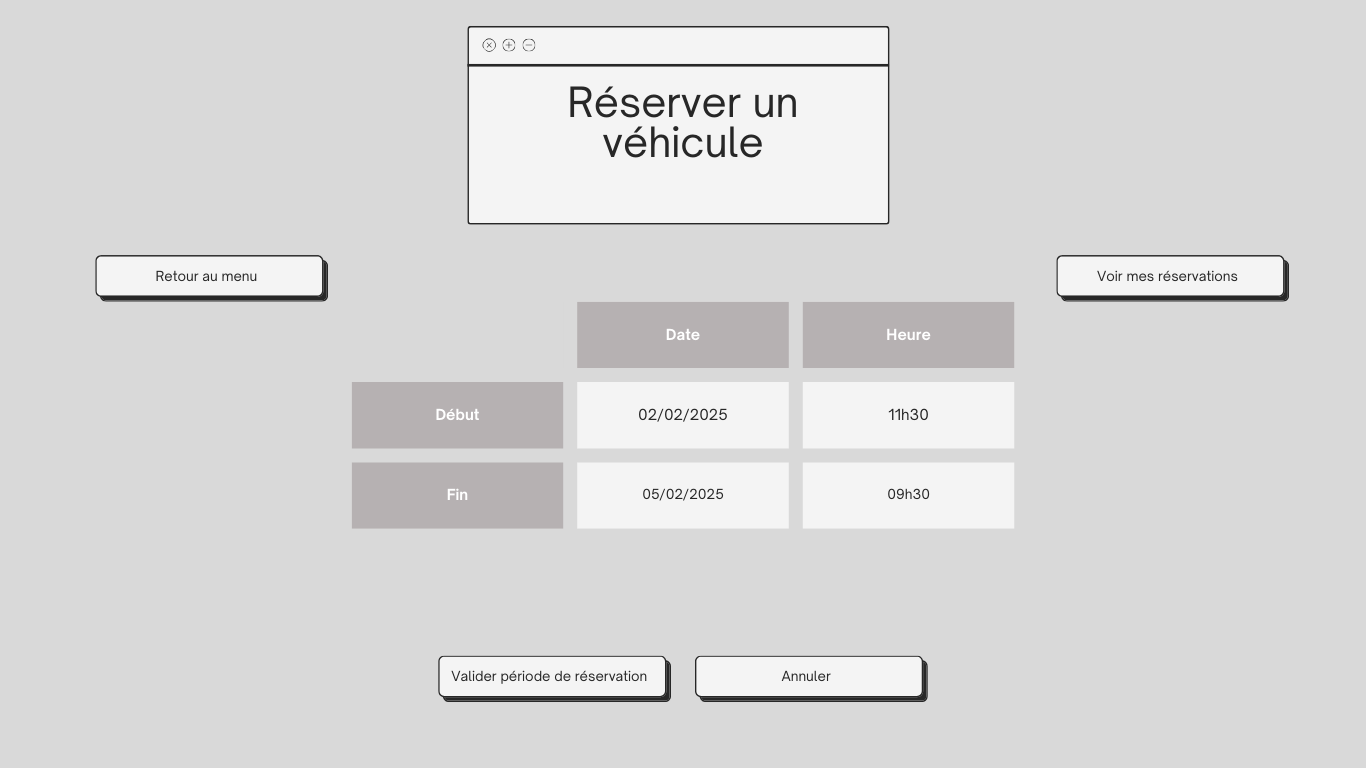 Réserver un
véhicule
Retour au menu
Voir mes réservations
Date
Heure
Début
02/02/2025
11h30
Fin
05/02/2025
09h30
Valider période de réservation
Annuler